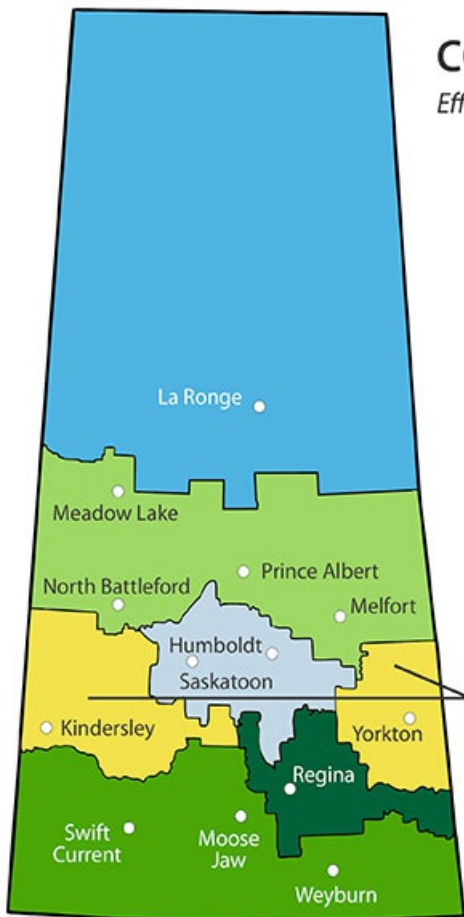 La Ronge
Meadow Lake
Prince Albert
North Battleford
Melfort
Humboldt
Saskatoon
Kindersley
Yorkton
Regina
Swift
Current
Moose
Jaw
Weyburn